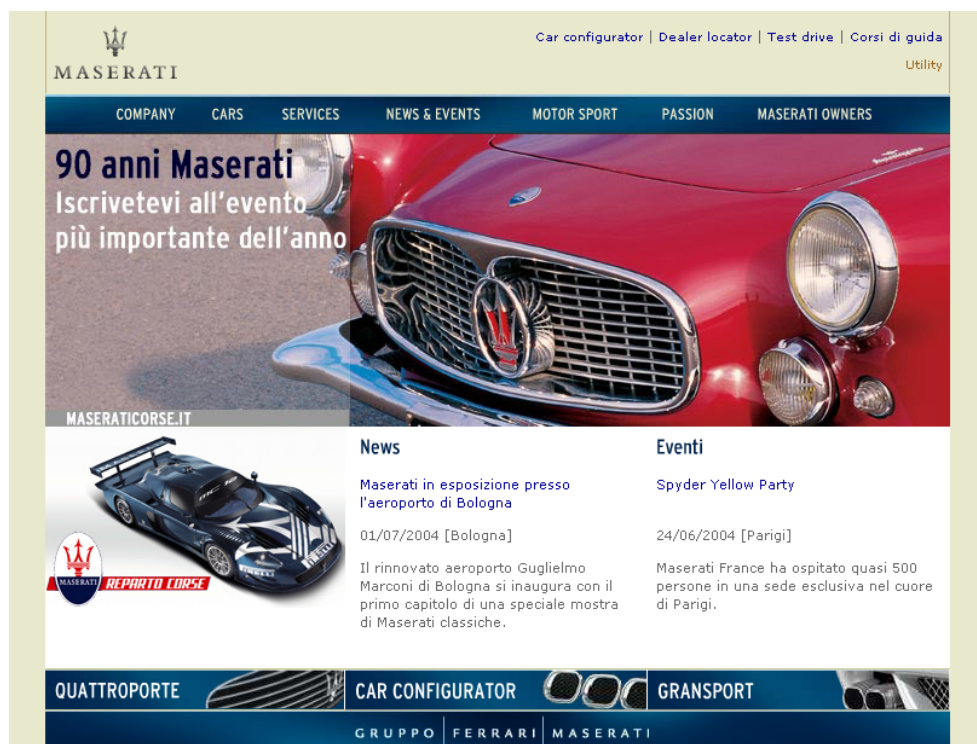 MASERATI
Car configurator | Dealer locator | Test drive | Corsi di guida
Utility
COMPANY CARS SERVICES NEWS & EVENTS MOTOR SPORT PASSION MASERATI OWNERS
90 anni Maserati
Iscrivetevi all'evento
più importante dell'anno
MASERATICORSE.IT
MASERATI
REPARTO CORSE
PIRELLI
News
Maserati in esposizione presso
l'aeroporto di Bologna
01/07/2004 [Bologna]
Il rinnovato aeroporto Guglielmo
Marconi di Bologna si inaugura con il
primo capitolo di una speciale mostra
di Maserati classiche.
Eventi
Spyder Yellow Party
24/06/2004 [Parigi]
Maserati France ha ospitato quasi 500
persone in una sede esclusiva nel cuore
di Parigi.
QUATTROPORTE
CAR CONFIGURATOR
GRANSPORT
GRUPPO | FERRARI | MASERATI